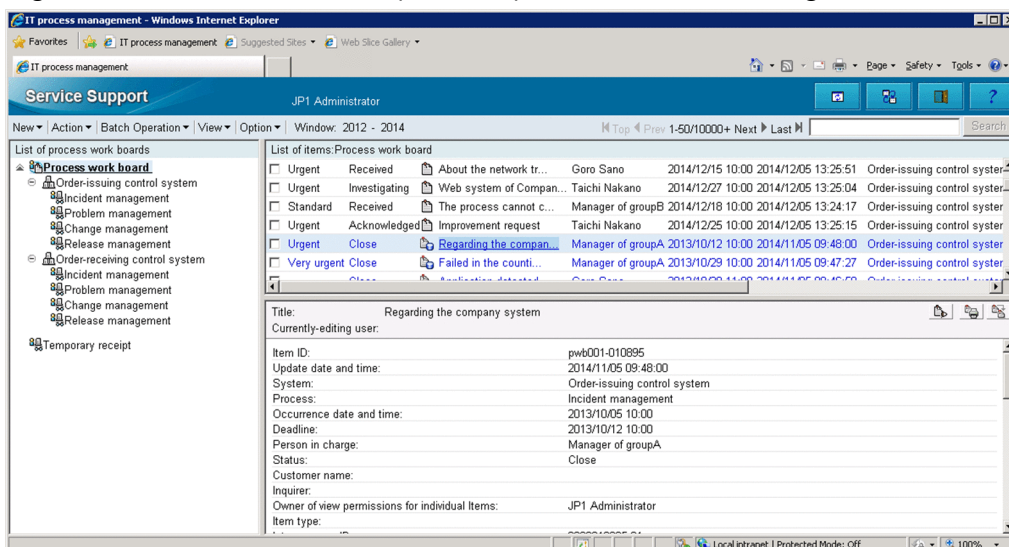 IT process management - Windows Internet Explorer
Favorites IT process management Suggested Sites Web Slice Gallery
IT process management Page Safety Tools
Service Support JP1 Administrator ?
New Action Batch Operation View Option Window: 2012 - 2014 Top Prev 1-50/10000+ Next Last Search
List of process work boards
Process work board
Order-issuing control system
Incident management
Problem management
Change management
Release management
Order-receiving control system
Incident management
Problem management
Change management
Release management
Temporary receipt
List of items:Process work board
Urgent Received About the network tr... Goro Sano 2014/12/15 10:00 2014/12/05 13:25:51 Order-issuing control syster
Urgent Investigating Web system of Compan... Taichi Nakano 2014/12/27 10:00 2014/12/05 13:25:04 Order-issuing control syster
Standard Received The process cannot c... Manager of groupB 2014/12/18 10:00 2014/12/05 13:24:17 Order-issuing control syster
Urgent Acknowledged Improvement request Taichi Nakano 2014/12/25 10:00 2014/12/05 13:25:15 Order-issuing control syster
Urgent Close Regarding the compan... Manager of groupA 2013/10/12 10:00 2014/11/05 09:48:00 Order-issuing control syster
Very urgent Close Failed in the counti... Manager of groupA 2013/10/29 10:00 2014/11/05 09:47:27 Order-issuing control syster
Title: Regarding the company system
Currently-editing user:
Item ID: pwb001-010895
Update date and time: 2014/11/05 09:48:00
System: Order-issuing control system
Process: Incident management
Occurrence date and time: 2013/10/05 10:00
Deadline: 2013/10/12 10:00
Person in charge: Manager of groupA
Status: Close
Customer name:
Inquirer:
Owner of view permissions for individual Items: JP1 Administrator
Item type:
Local intranet | Protected Mode: Off 100%